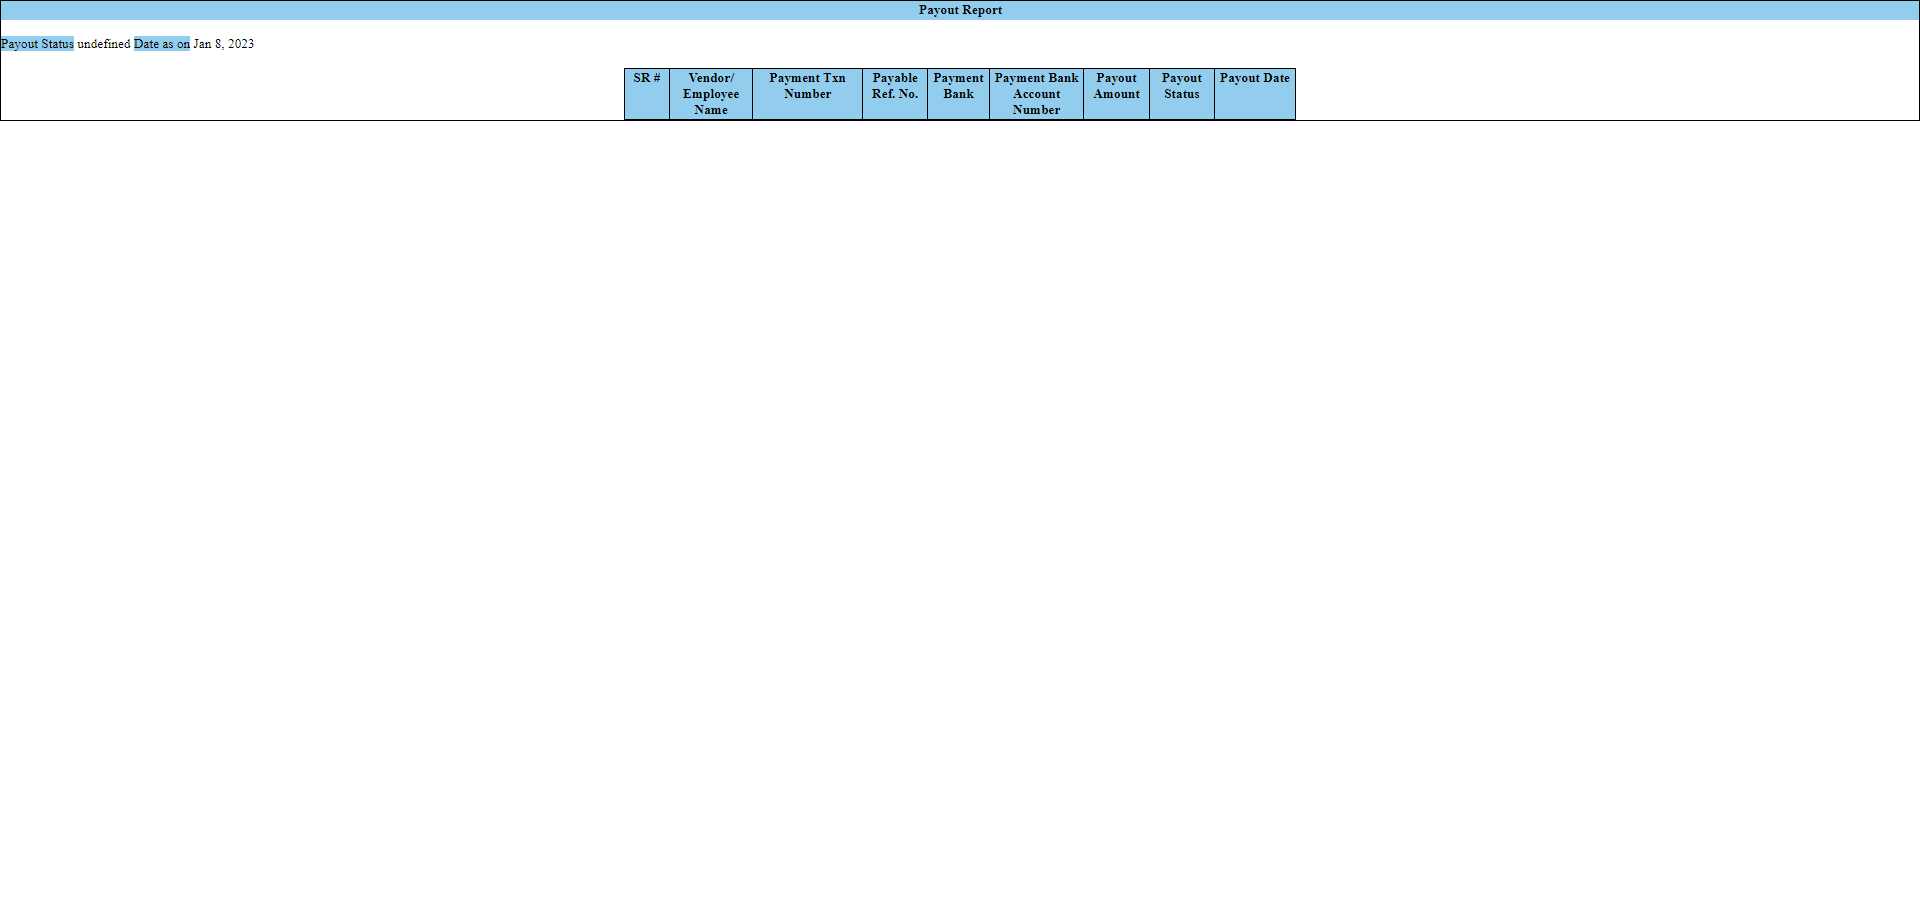 Payout Report
Payout Status undefined Date as on Jan 8, 2023
SR #
Vendor/
Employee
Name
Payment Txn
Number
Payable
Ref. No.
Payment
Bank
Payment Bank
Account
Number
Payout
Amount
Payout
Status
Payout Date